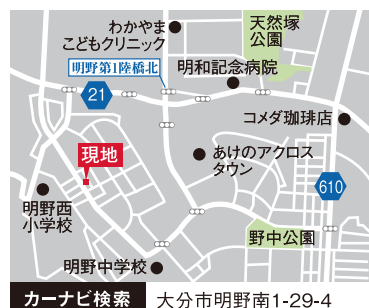 わかやま
こどもクリニック
天然塚
公園
明野第1陸橋北
明和記念病院
21
コメダ珈琲店
現地
あけのアクロス
タウン
610
明野西
小学校
野中公園
明野中学校
カーナビ検索 大分市明野南1-29-4